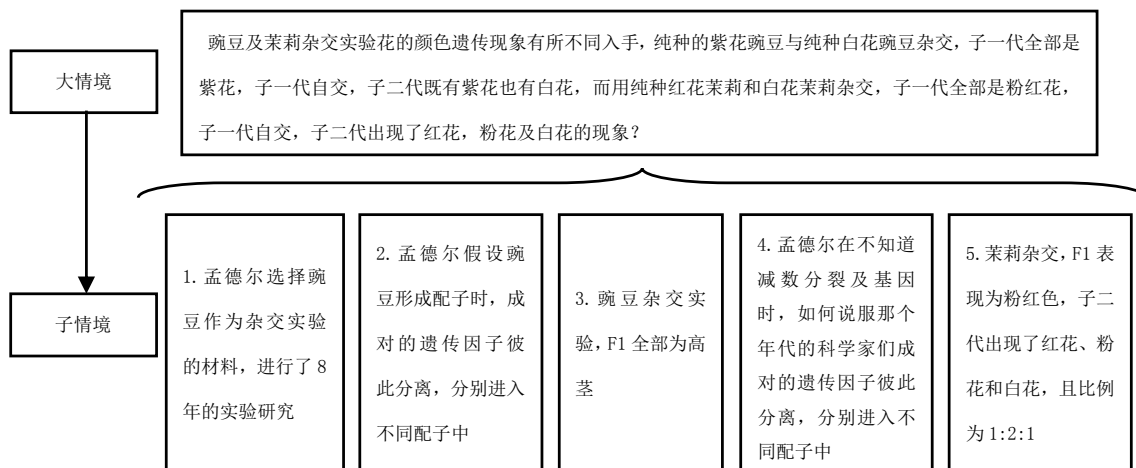 豌豆及茉莉杂交实验花的颜色遗传现象有所不同入手，纯种的紫花豌豆与纯种白花豌豆杂交，子一代全部是
紫花，子一代自交，子二代既有紫花也有白花，而用纯种红花茉莉和白花茉莉杂交，子一代全部是粉红花，
子一代自交，子二代出现了红花，粉花及白花的现象？
大情境
子情境
1.孟德尔选择豌
豆作为杂交实验
的材料，进行了8
年的实验研究
2.孟德尔假设豌
豆形成配子时，成
对的遗传因子彼
此分离，分别进入
不同配子中
3.豌豆杂交实
验，F1全部为高
茎
4.孟德尔在不知道
减数分裂及基因
时，如何说服那个
年代的科学家们成
对的遗传因子彼此
分离，分别进入不
同配子中
5.茉莉杂交，F1表
现为粉红色，子二
代出现了红花、粉
花和白花，且比例
为1:2:1